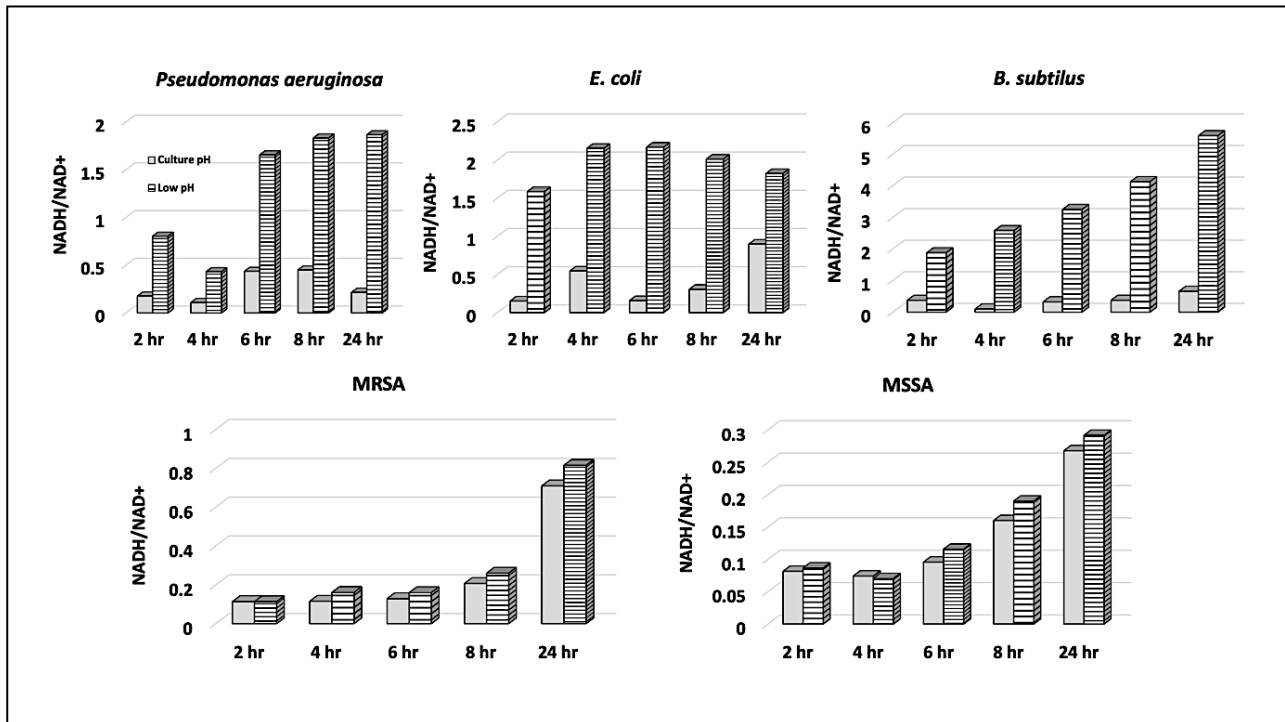 Pseudomonas aeruginosa
NADH/NAD+
2
1.5
1
0.5
0
Culture pH
Low pH
2 hr 4 hr 6 hr 8 hr 24 hr
E. coli
NADH/NAD+
2.5
2
1.5
1
0.5
0
2 hr 4 hr 6 hr 8 hr 24 hr
B. subtilus
NADH/NAD+
6
5
4
3
2
1
0
2 hr 4 hr 6 hr 8 hr 24 hr
MRSA
NADH/NAD+
1
0.8
0.6
0.4
0.2
0
2 hr 4 hr 6 hr 8 hr 24 hr
MSSA
NADH/NAD+
0.3
0.25
0.2
0.15
0.1
0.05
0
2 hr 4 hr 6 hr 8 hr 24 hr